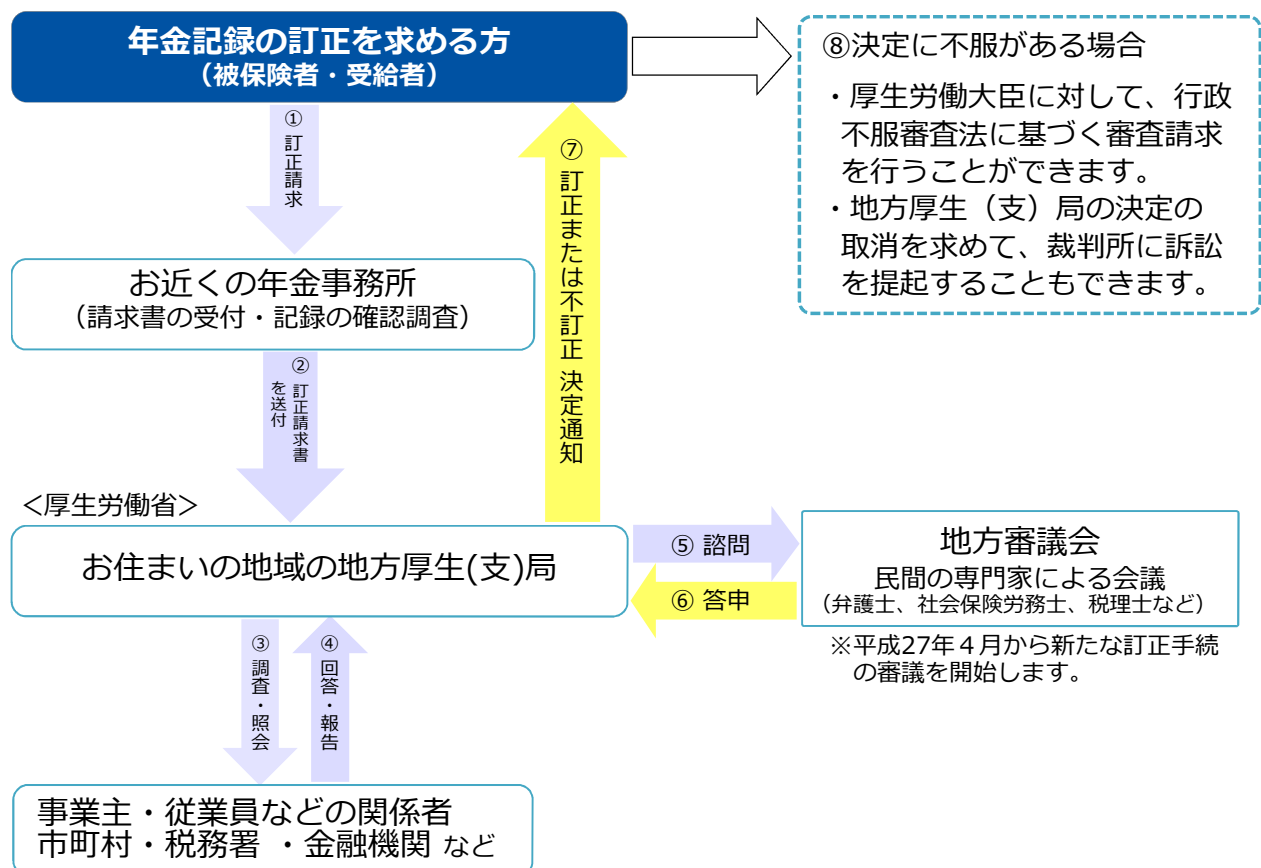 年金記録の訂正を求める方
（被保険者・受給者）
⑧決定に不服がある場合
・厚生労働大臣に対して、行政
不服審査法に基づく審査請求
を行うことができます。
・地方厚生（支）局の決定の
取消を求めて、裁判所に訴訟
を提起することもできます。
① 訂正請求
お近くの年金事務所
（請求書の受付・記録の確認調査）
② 訂正請求書
を送付
⑦ 訂正または不訂正 決定通知
＜厚生労働省＞
お住まいの地域の地方厚生(支)局
⑤ 諮問
⑥ 答申
地方審議会
民間の専門家による会議
（弁護士、社会保険労務士、税理士など）
※平成27年４月から新たな訂正手続
の審議を開始します。
③ 調査・照会
④ 回答・報告
事業主・従業員などの関係者
市町村・税務署 ・金融機関 など